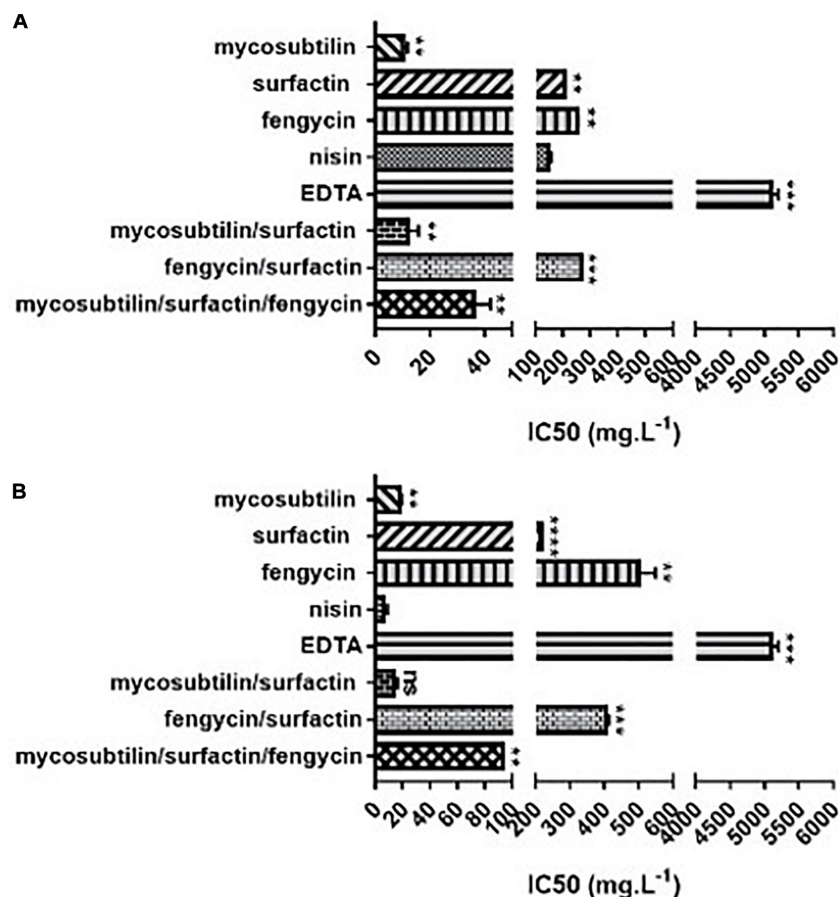 A
mycosubtilin **
surfactin **
fengycin **
nisin
EDTA ***
mycosubtilin/surfactin **
fengycin/surfactin ***
mycosubtilin/surfactin/fengycin **
0 20 40 100 200 300 400 500 600 4000 4500 5000 5500 6000
IC50 (mg.L⁻¹)
B
mycosubtilin **
surfactin ****
fengycin **
nisin
EDTA ***
mycosubtilin/surfactin ns
fengycin/surfactin ***
mycosubtilin/surfactin/fengycin **
0 20 40 60 80 100 200 300 400 500 600 4000 4500 5000 5500 6000
IC50 (mg.L⁻¹)